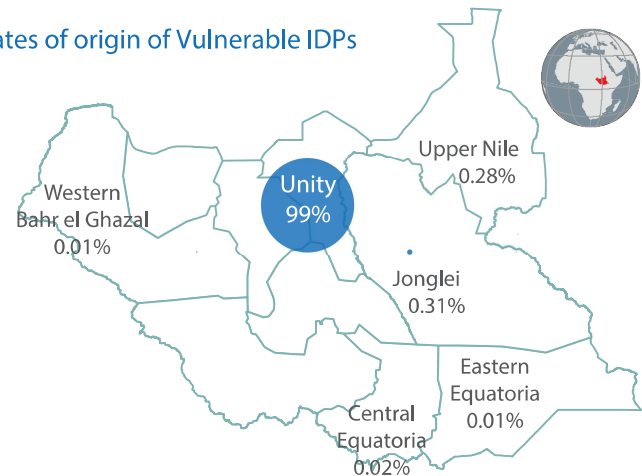 ates of origin of Vulnerable IDPs
Upper Nile
0.28%
Unity
99%
Western
Bahr el Ghazal
0.01%
Jonglei
0.31%
Eastern
Equatoria
0.01%
Central
Equatoria
0.02%